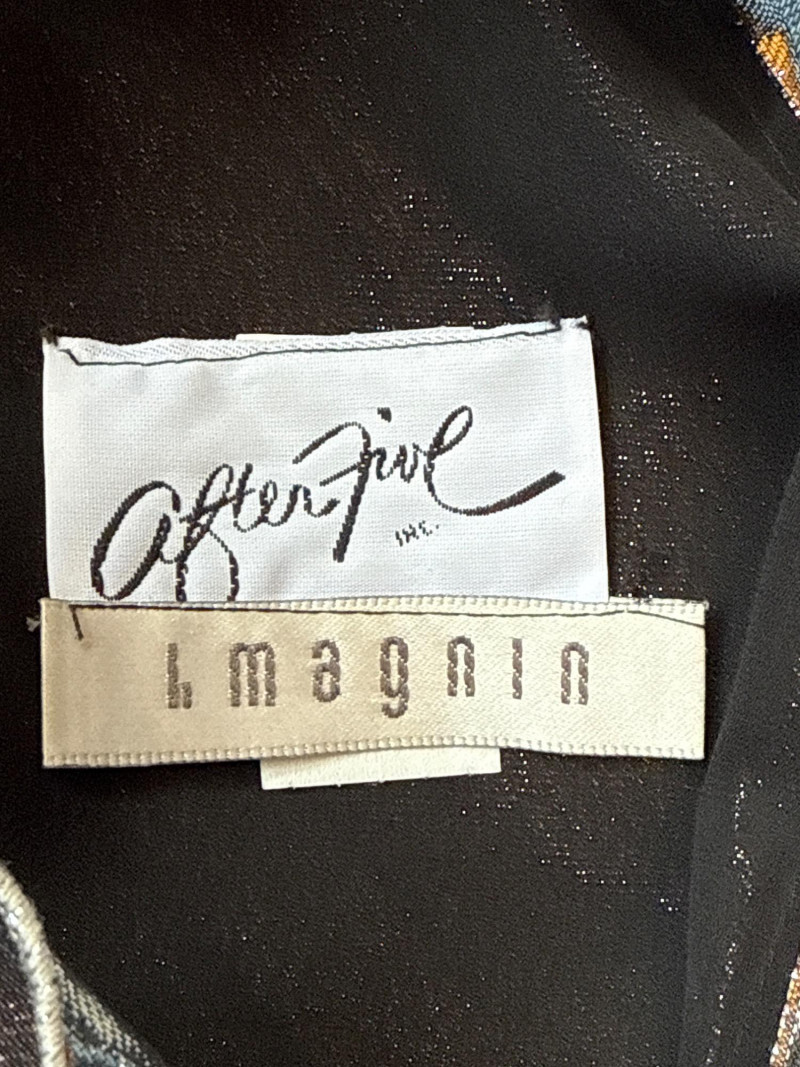 After Five
INC.
I. magnin